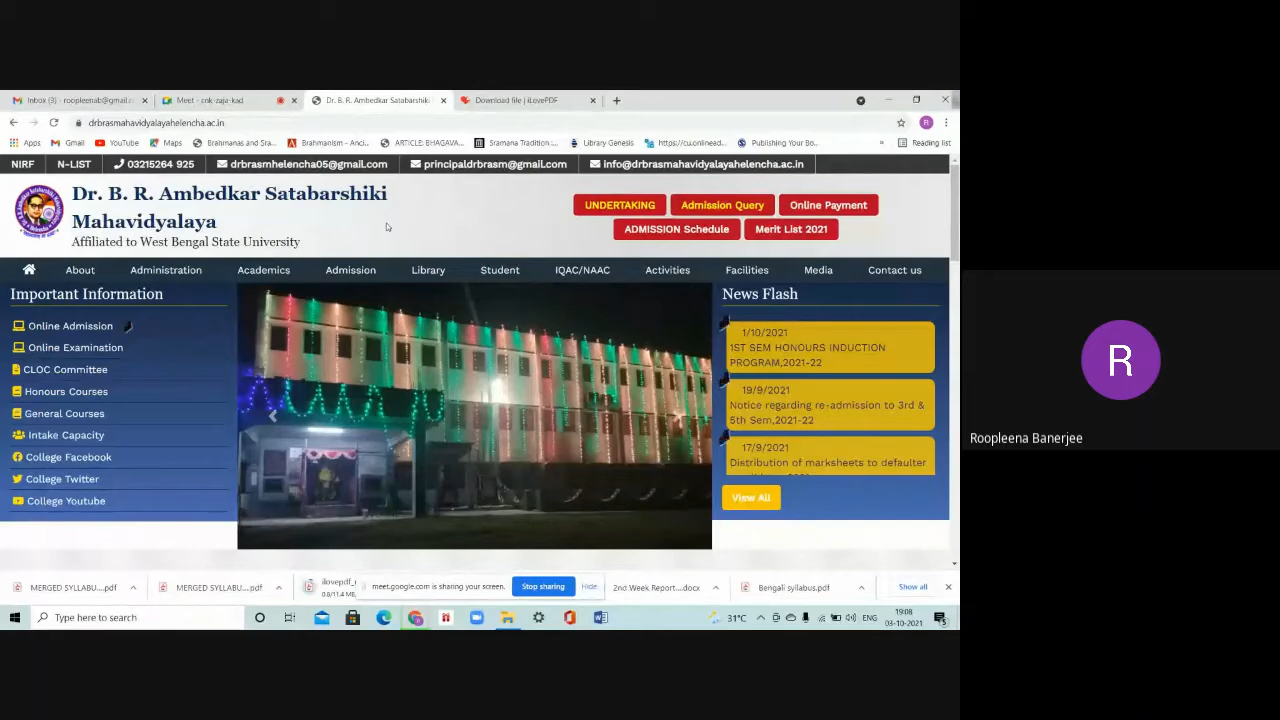 Inbox (3) - roopleenab@gmail.
Meet - cnk-zaja-kad
Dr. B. R. Ambedkar Satabarshiki
Download file | iLovePDF
drbrasmahavidyalayahelencha.ac.in
R
Apps
Gmail
YouTube
Maps
Brahmanas and Sra...
Brahmanism - Anci...
ARTICLE: BHAGAVA...
Sramana Tradition:...
Library Genesis
https://cu.onlinead...
Publishing Your Bo...
»
Reading list
NIRF
N-LIST
03215264 925
drbrasmhelencha05@gmail.com
principaldrbrasm@gmail.com
info@drbrasmahavidyalayahelencha.ac.in
Dr. B. R. Ambedkar Satabarshiki
Mahavidyalaya
Affiliated to West Bengal State University
UNDERTAKING
Admission Query
Online Payment
ADMISSION Schedule
Merit List 2021
About
Administration
Academics
Admission
Library
Student
IQAC/NAAC
Activities
Facilities
Media
Contact us
Important Information
Online Admission
Online Examination
CLOC Committee
Honours Courses
General Courses
Intake Capacity
College Facebook
College Twitter
College Youtube
News Flash
1/10/2021
1ST SEM HONOURS INDUCTION
PROGRAM,2021-22
19/9/2021
Notice regarding re-admission to 3rd &
5th Sem,2021-22
17/9/2021
Distribution of marksheets to defaulter
View All
R
Roopleena Banerjee
MERGED SYLLABU....pdf
MERGED SYLLABU....pdf
ilovepdf_
0.8/11.4 MB,
meet.google.com is sharing your screen.
Stop sharing
Hide
2nd Week Report....docx
Bengali syllabus.pdf
Show all
Type here to search
31°C
ENG
19:08
03-10-2021